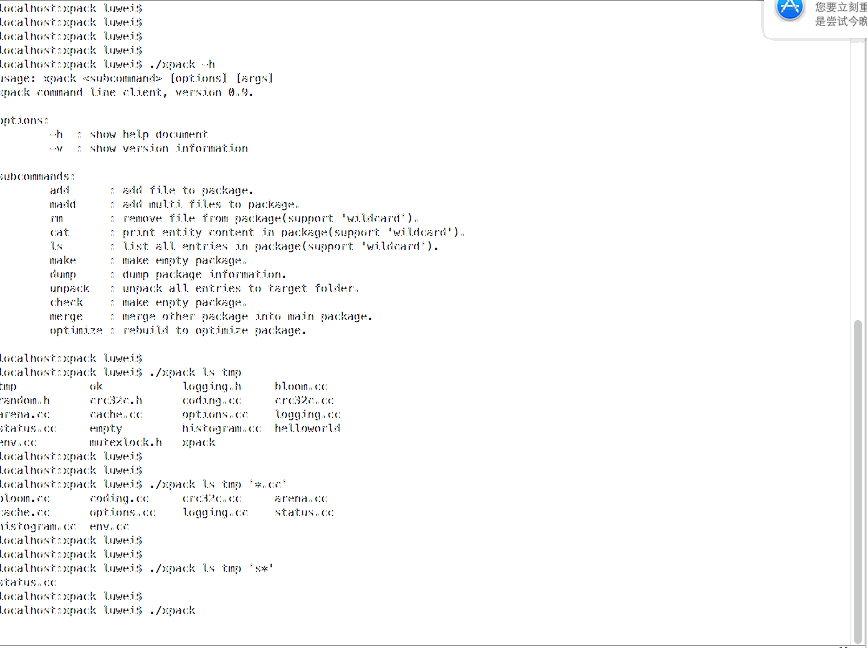 localhost:xpack luwei$
localhost:xpack luwei$
localhost:xpack luwei$
localhost:xpack luwei$
localhost:xpack luwei$ ./xpack -h
usage: xpack <subcommand> [options] [args]
xpack command line client, version 0.9.
options:
-h : show help document
-v : show version information
subcommands:
add : add file to package.
madd : add multi files to package.
rm : remove file from package(support 'wildcard').
cat : print entity content in package(support 'wildcard').
ls : list all entries in package(support 'wildcard').
make : make empty package.
dump : dump package information.
unpack : unpack all entries to target folder.
check : make empty package.
merge : merge other package into main package.
optimize : rebuild to optimize package.
localhost:xpack luwei$
localhost:xpack luwei$ ./xpack ls tmp
tmp ok logging.h bloom.cc
random.h crc32c.h coding.cc crc32c.cc
arena.cc cache.cc options.cc logging.cc
status.cc empty histogram.cc helloworld
env.cc mutexlock.h xpack
localhost:xpack luwei$
localhost:xpack luwei$
localhost:xpack luwei$ ./xpack ls tmp '*.cc'
bloom.cc coding.cc crc32c.cc arena.cc
cache.cc options.cc logging.cc status.cc
histogram.cc env.cc
localhost:xpack luwei$
localhost:xpack luwei$
localhost:xpack luwei$ ./xpack ls tmp 's*'
status.cc
localhost:xpack luwei$
localhost:xpack luwei$ ./xpack
您要立刻重
是尝试今晚